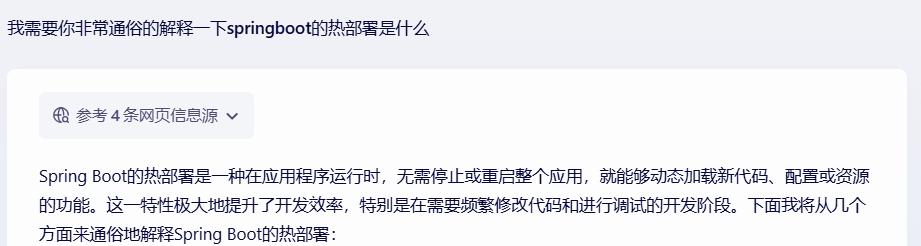 我需要你非常通俗的解释一下springboot的热部署是什么
参考 4 条网页信息源
Spring Boot的热部署是一种在应用程序运行时，无需停止或重启整个应用，就能够动态加载新代码、配置或资源
的功能。这一特性极大地提升了开发效率，特别是在需要频繁修改代码和进行调试的开发阶段。下面我将从几个
方面来通俗地解释Spring Boot的热部署：